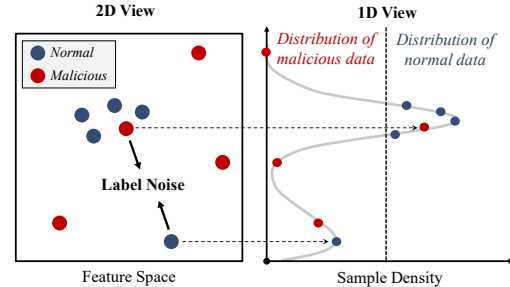 2D View
1D View
Normal
Malicious
Label Noise
Feature Space
Distribution of
malicious data
Distribution of
normal data
Sample Density